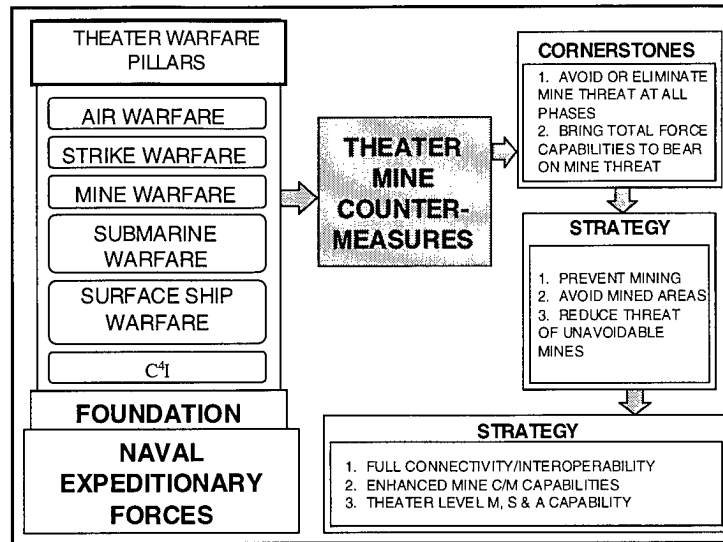 THEATER WARFARE
PILLARS
AIR WARFARE
STRIKE WARFARE
MINE WARFARE
SUBMARINE
WARFARE
SURFACE SHIP
WARFARE
C⁴I
FOUNDATION
NAVAL
EXPEDITIONARY
FORCES
THEATER
MINE
COUNTER-
MEASURES
CORNERSTONES
1. AVOID OR ELIMINATE
MINE THREAT AT ALL
PHASES
2. BRING TOTAL FORCE
CAPABILITIES TO BEAR
ON MINE THREAT
STRATEGY
1. PREVENT MINING
2. AVOID MINED AREAS
3. REDUCE THREAT
OF UNAVOIDABLE
MINES
STRATEGY
1. FULL CONNECTIVITY/INTEROPERABILITY
2. ENHANCED MINE C/M CAPABILITIES
3. THEATER LEVEL M, S & A CAPABILITY